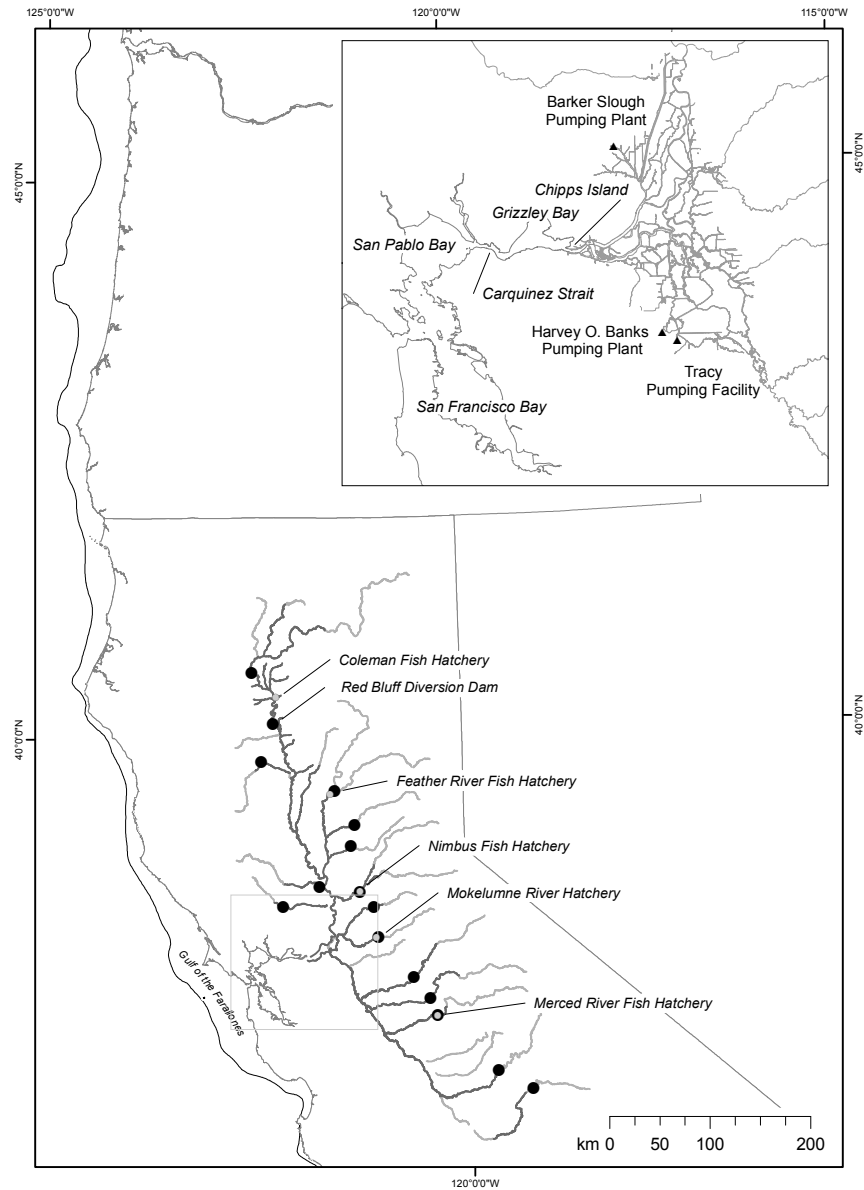 125°0'0"W
120°0'0"W
115°0'0"W
45°0'0"N
45°0'0"N
Barker Slough
Pumping Plant
Chipps Island
Grizzley Bay
San Pablo Bay
Carquinez Strait
Harvey O. Banks
Pumping Plant
Tracy
Pumping Facility
San Francisco Bay
Coleman Fish Hatchery
Red Bluff Diversion Dam
40°0'0"N
40°0'0"N
Feather River Fish Hatchery
Nimbus Fish Hatchery
Mokelumne River Hatchery
Gulf of the Farallones
Merced River Fish Hatchery
km 0 50 100 200
120°0'0"W